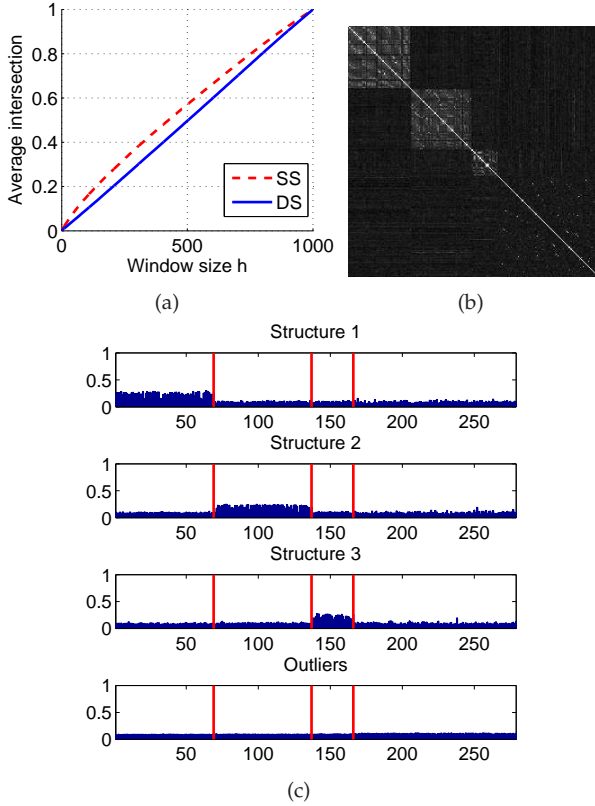 1
0.8
0.6
0.4
0.2
0
Average intersection
SS
DS
0 500 1000
Window size h
(a)
(b)
Structure 1
1
0.5
0
50 100 150 200 250
Structure 2
1
0.5
0
50 100 150 200 250
Structure 3
1
0.5
0
50 100 150 200 250
Outliers
1
0.5
0
50 100 150 200 250
(c)